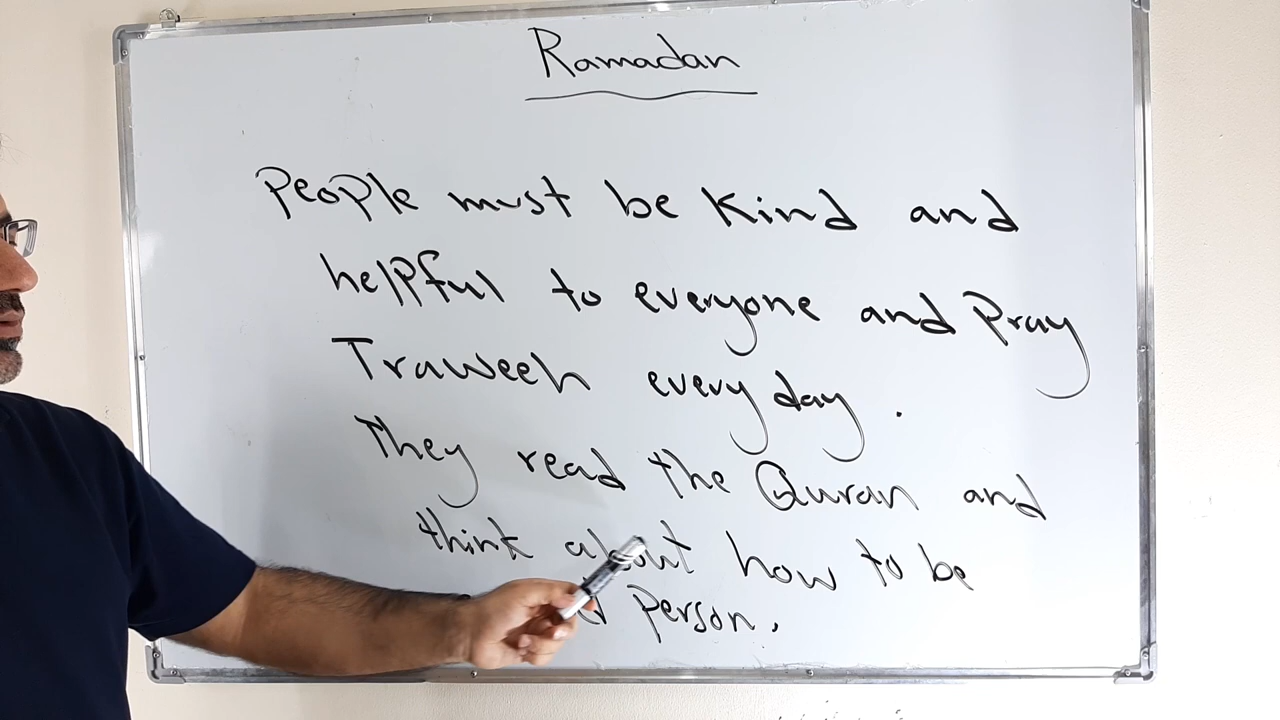 Ramadan
People must be kind and
helpful to everyone and pray
Traweeh every day.
They read the Quran and
think about how to be
person.